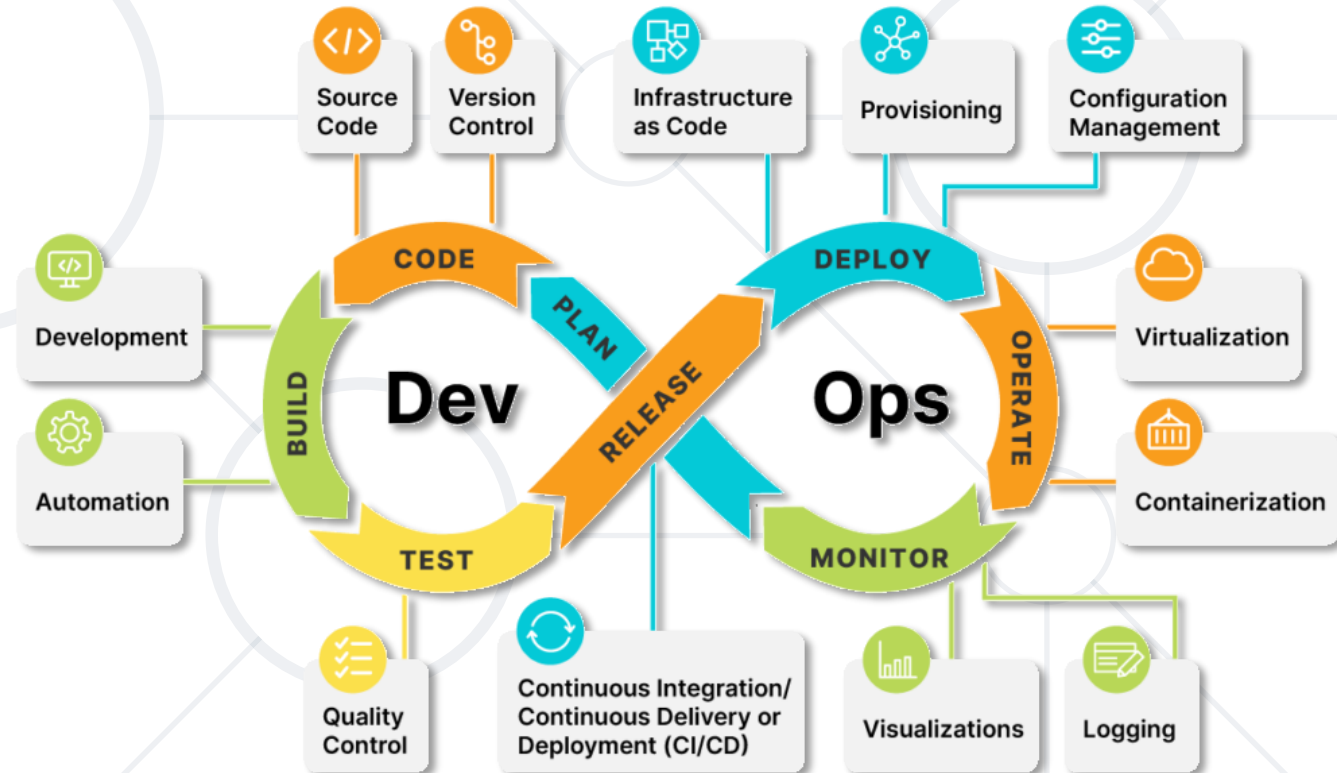 Source
Code
Version
Control
Infrastructure
as Code
Provisioning
Configuration
Management
CODE
DEPLOY
PLAN
Development
Virtualization
OPERATE
BUILD
Dev
RELEASE
Ops
Automation
Containerization
TEST
MONITOR
Quality
Control
Continuous Integration/
Continuous Delivery or
Deployment (CI/CD)
Visualizations
Logging